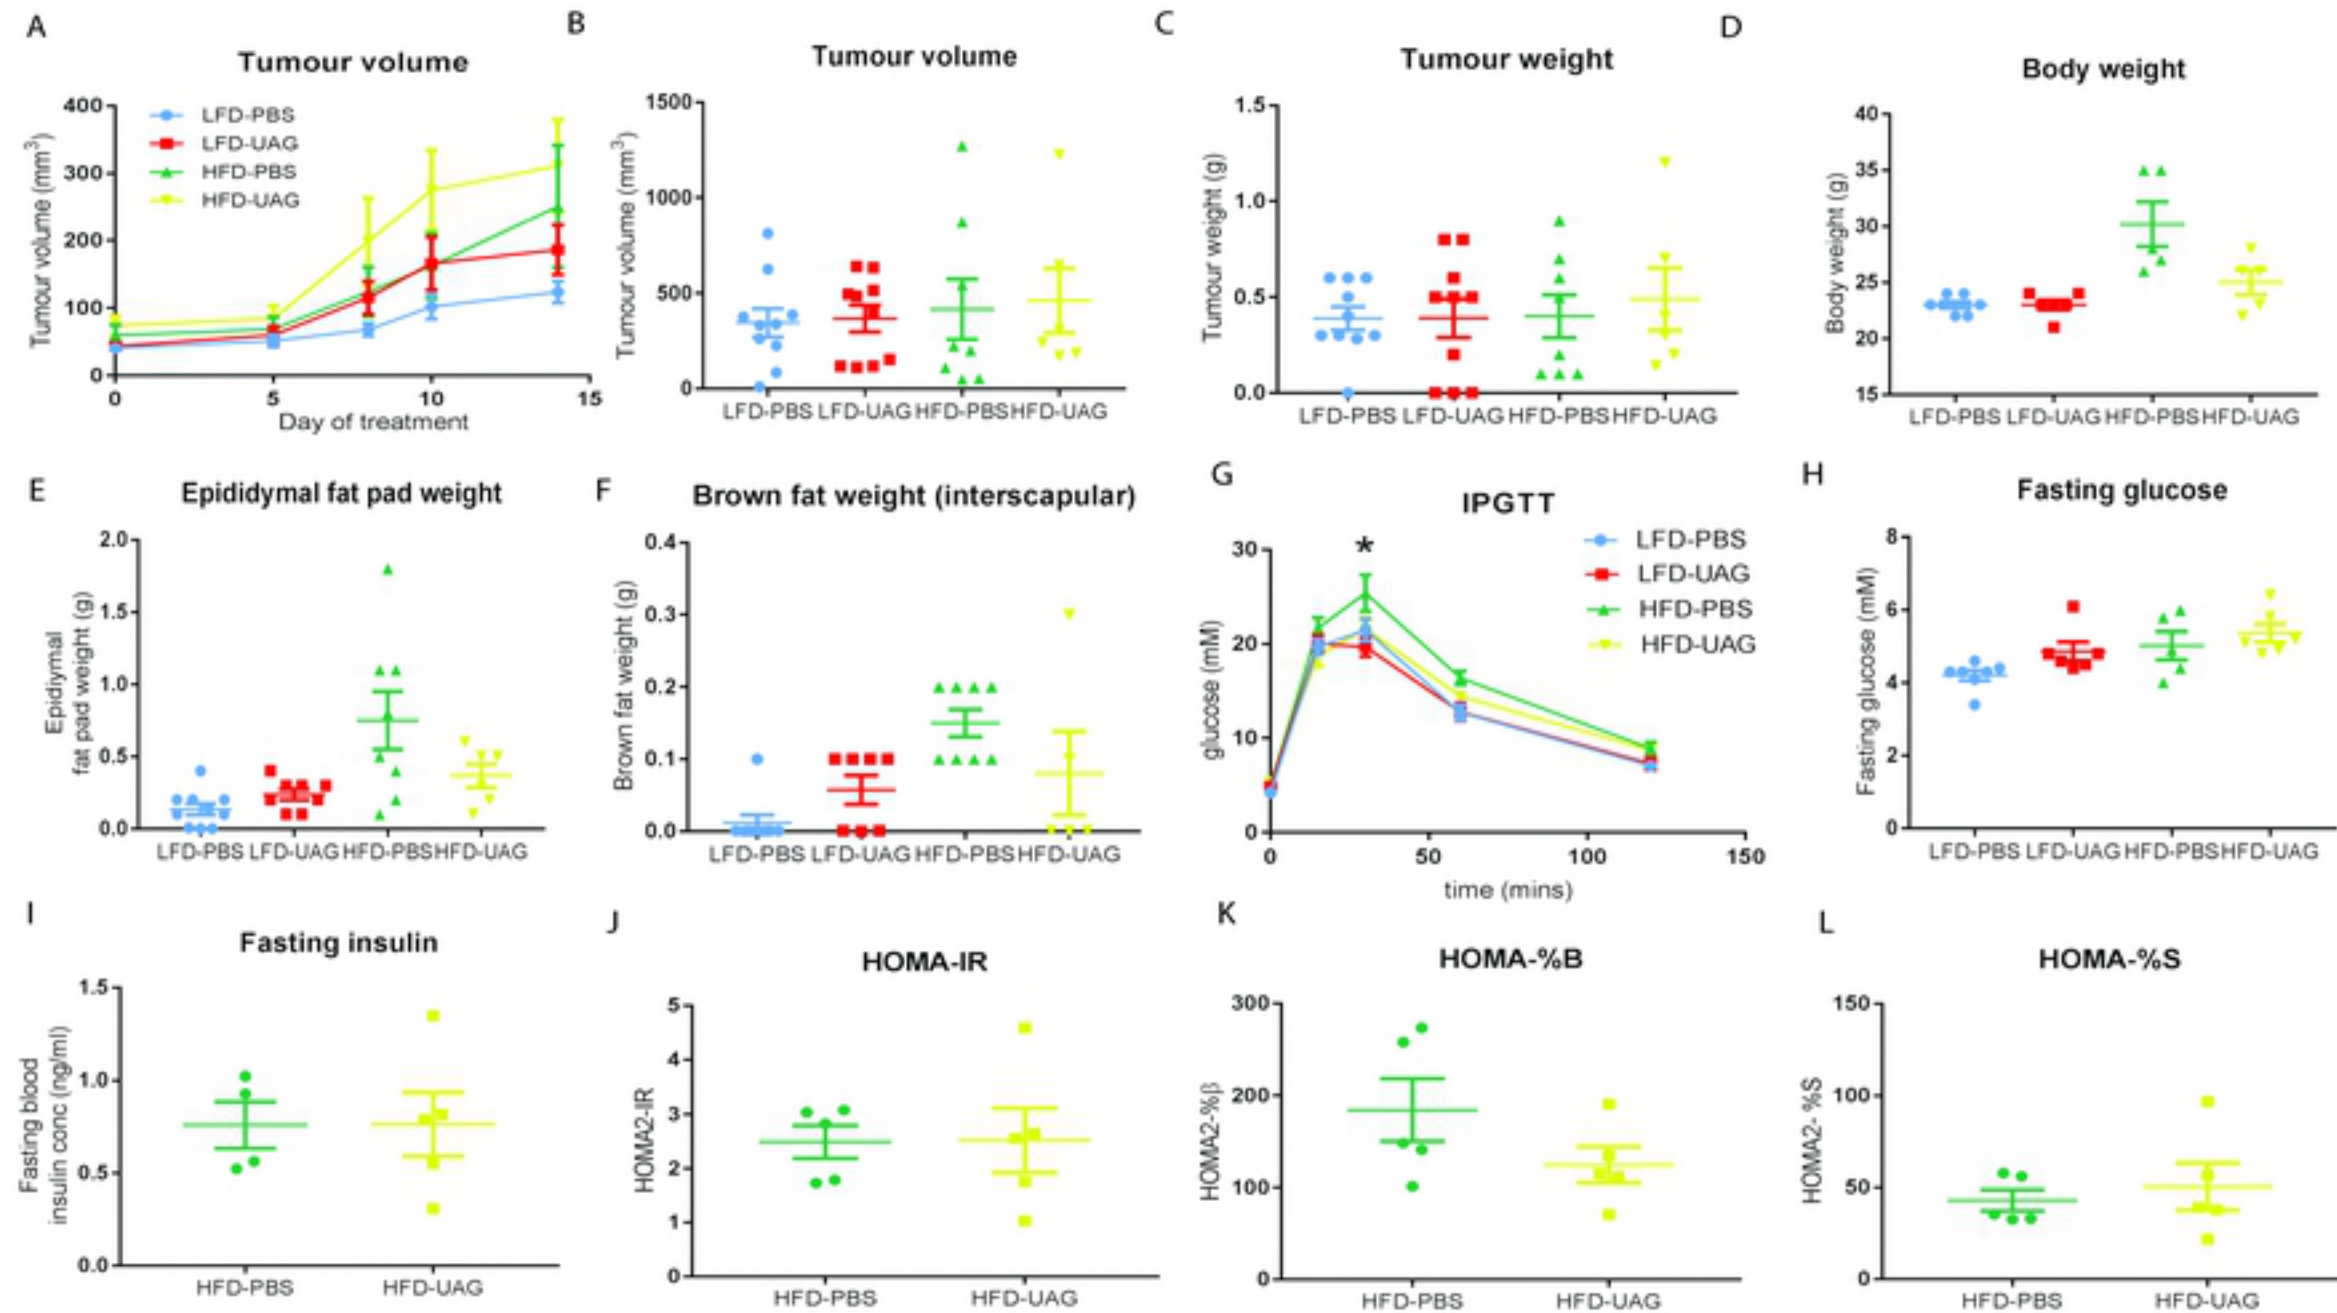 A
Tumour volume
Tumour volume (mm3)
400
300
200
100
0
0
5
10
15
Day of treatment
LFD-PBS
LFD-UAG
HFD-PBS
HFD-UAG
B
Tumour volume
Tumour volume (mm3)
1500
1000
500
0
LFD-PBS LFD-UAG HFD-PBS HFD-UAG
C
Tumour weight
Tumour weight (g)
1.5
1.0
0.5
0.0
LFD-PBS LFD-UAG HFD-PBS HFD-UAG
D
Body weight
Body weight (g)
40
35
30
25
20
15
LFD-PBS LFD-UAG HFD-PBS HFD-UAG
E
Epididymal fat pad weight
Epidiymal
fat pad weight (g)
2.0
1.5
1.0
0.5
0.0
LFD-PBS LFD-UAG HFD-PBS HFD-UAG
F
Brown fat weight (interscapular)
Brown fat weight (g)
0.4
0.3
0.2
0.1
0.0
LFD-PBS LFD-UAG HFD-PBS HFD-UAG
G
IPGTT
glucose (mM)
30
20
10
0
*
0
50
100
150
time (mins)
LFD-PBS
LFD-UAG
HFD-PBS
HFD-UAG
H
Fasting glucose
Fasting glucose (mM)
8
6
4
2
0
LFD-PBS LFD-UAG HFD-PBS HFD-UAG
I
Fasting insulin
Fasting blood
insulin conc (ng/ml)
1.5
1.0
0.5
0.0
HFD-PBS HFD-UAG
J
HOMA-IR
HOMA2-IR
5
4
3
2
1
0
HFD-PBS HFD-UAG
K
HOMA-%B
HOMA2-%β
300
200
100
0
HFD-PBS HFD-UAG
L
HOMA-%S
HOMA2- %S
150
100
50
0
HFD-PBS HFD-UAG